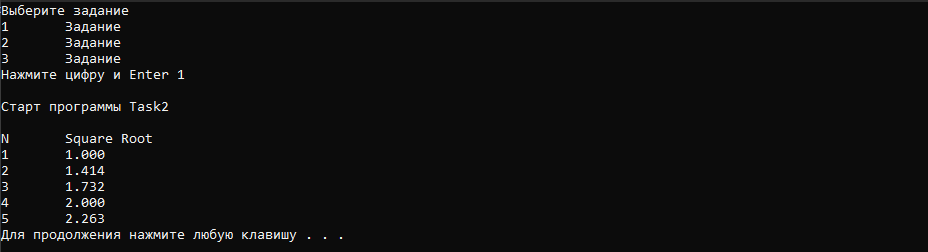 Выберите задание
1 Задание
2 Задание
3 Задание
Нажмите цифру и Enter 1
Старт программы Task2
N Square Root
1 1.000
2 1.414
3 1.732
4 2.000
5 2.263
Для продолжения нажмите любую клавишу . . .